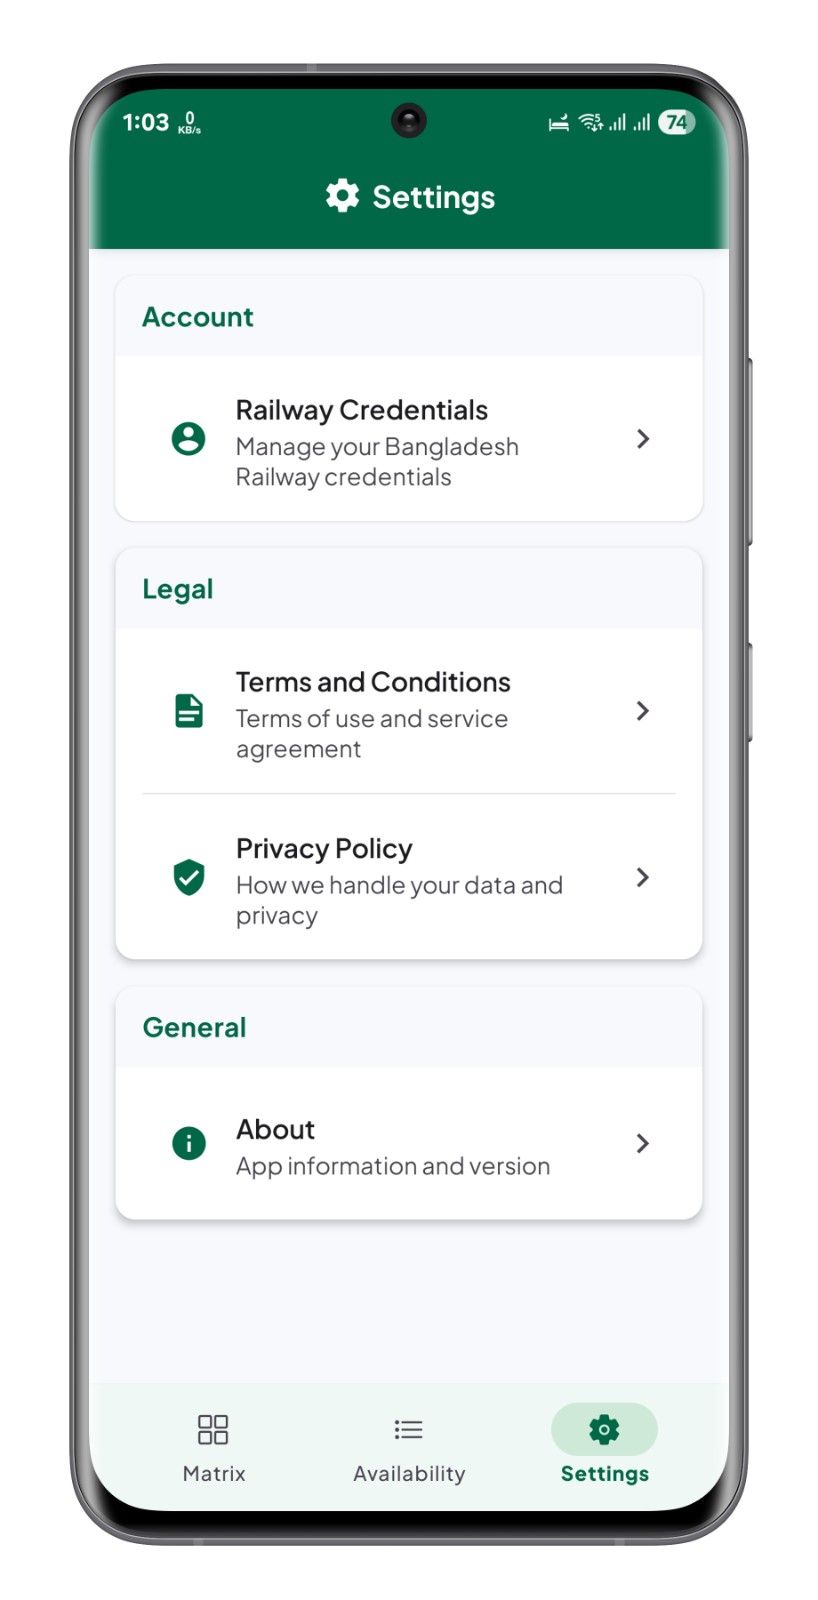 1:03 0 KB/s 74
Settings
Account
Railway Credentials
Manage your Bangladesh
Railway credentials
Legal
Terms and Conditions
Terms of use and service
agreement
Privacy Policy
How we handle your data and
privacy
General
About
App information and version
Matrix Availability Settings